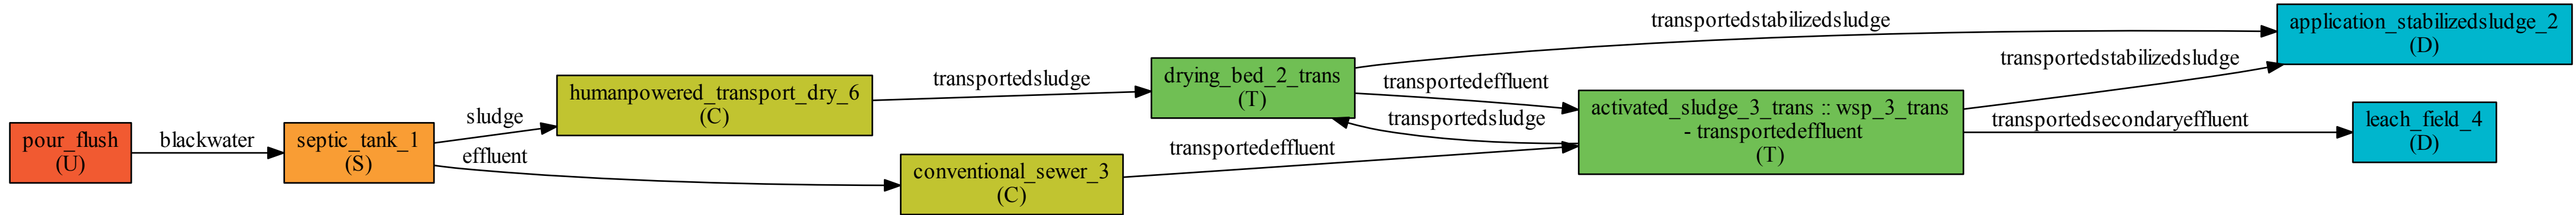 pour_flush
(U)
blackwater
septic_tank_1
(S)
sludge
effluent
humanpowered_transport_dry_6
(C)
conventional_sewer_3
(C)
transportedsludge
transportedeffluent
drying_bed_2_trans
(T)
transportedstabilizedsludge
transportedeffluent
transportedsludge
activated_sludge_3_trans :: wsp_3_trans
- transportedeffluent
(T)
transportedstabilizedsludge
transportedsecondaryeffluent
application_stabilizedsludge_2
(D)
leach_field_4
(D)